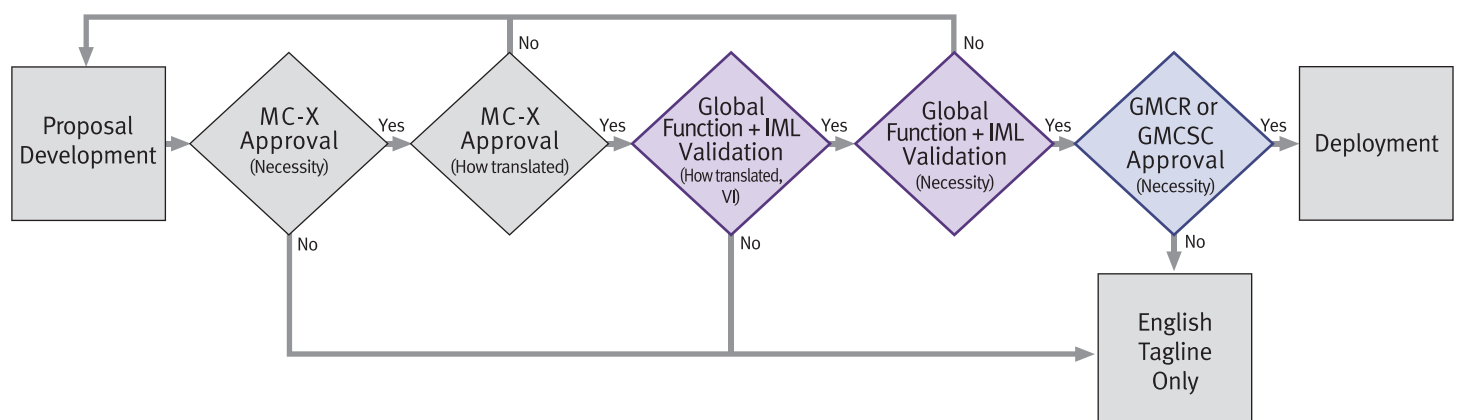 No
No
Proposal
Development
MC-X
Approval
(Necessity)
Yes
MC-X
Approval
(How translated)
Yes
Global
Function + IML
Validation
(How translated,
VI)
Yes
Global
Function + IML
Validation
(Necessity)
Yes
GMCR or
GMCSC
Approval
(Necessity)
Yes
Deployment
No
No
No
English
Tagline
Only